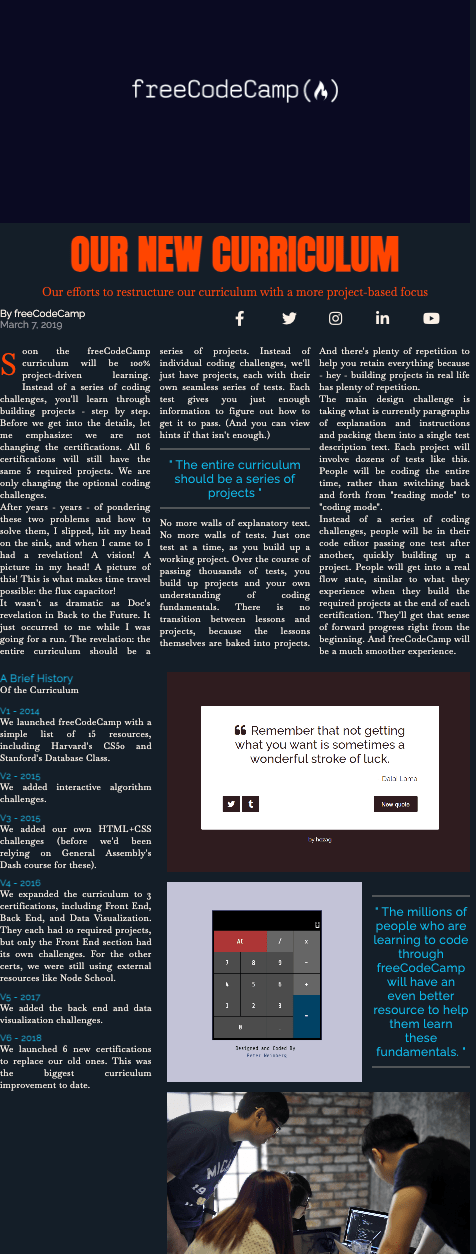 freeCodeCamp(🔥)
OUR NEW CURRICULUM
Our efforts to restructure our curriculum with a more project-based focus
By freeCodeCamp
March 7, 2019
Soon the freeCodeCamp
curriculum will be 100%
project-driven learning.
Instead of a series of coding
challenges, you'll learn through
building projects - step by step.
Before we get into the details, let
me emphasize: we are not
changing the certifications. All 6
certifications will still have the
same 5 required projects. We are
only changing the optional coding
challenges.
After years - years - of pondering
these two problems and how to
solve them, I slipped, hit my head
on the sink, and when I came to I
had a revelation! A vision! A
picture in my head! A picture of
this! This is what makes time travel
possible: the flux capacitor!
It wasn't as dramatic as Doc's
revelation in Back to the Future. It
just occurred to me while I was
going for a run. The revelation: the
entire curriculum should be a
series of projects. Instead of
individual coding challenges, we'll
just have projects, each with their
own seamless series of tests. Each
test gives you just enough
information to figure out how to
get it to pass. (And you can view
hints if that isn't enough.)
" The entire curriculum
should be a series of
projects "
No more walls of explanatory text.
No more walls of tests. Just one
test at a time, as you build up a
working project. Over the course of
passing thousands of tests, you
build up projects and your own
understanding of coding
fundamentals. There is no
transition between lessons and
projects, because the lessons
themselves are baked into projects.
And there's plenty of repetition to
help you retain everything because
- hey - building projects in real life
has plenty of repetition.
The main design challenge is
taking what is currently paragraphs
of explanation and instructions
and packing them into a single test
description text. Each project will
involve dozens of tests like this.
People will be coding the entire
time, rather than switching back
and forth from "reading mode" to
"coding mode".
Instead of a series of coding
challenges, people will be in their
code editor passing one test after
another, quickly building up a
project. People will get into a real
flow state, similar to what they
experience when they build the
required projects at the end of each
certification. They'll get that sense
of forward progress right from the
beginning. And freeCodeCamp will
be a much smoother experience.
A Brief History
Of the Curriculum
V1 - 2014
We launched freeCodeCamp with a
simple list of 15 resources,
including Harvard's CS50 and
Stanford's Database Class.
V2 - 2015
We added interactive algorithm
challenges.
V3 - 2015
We added our own HTML+CSS
challenges (before we'd been
relying on General Assembly's
Dash course for these).
V4 - 2016
We expanded the curriculum to 3
certifications, including Front End,
Back End, and Data Visualization.
They each had 10 required projects,
but only the Front End section had
its own challenges. For the other
certs, we were still using external
resources like Node School.
V5 - 2017
We added the back end and data
visualization challenges.
V6 - 2018
We launched 6 new certifications
to replace our old ones. This was
the biggest curriculum
improvement to date.
“ Remember that not getting
what you want is sometimes a
wonderful stroke of luck.
- Dalai Lama
New quote
by hezag
0
AC / x
7 8 9 -
4 5 6 +
1 2 3 =
0 .
Designed and Coded By
Peter Weinberg
" The millions of
people who are
learning to code
through
freeCodeCamp
will have an
even better
resource to help
them learn
these
fundamentals. "